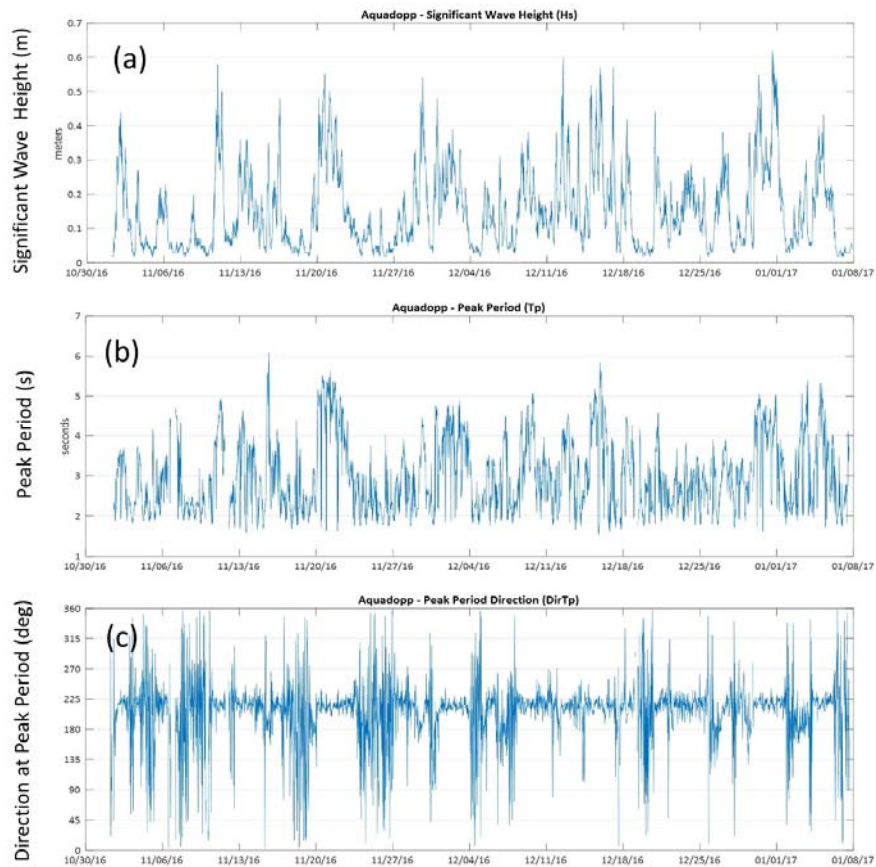 Aquadopp - Significant Wave Height (Hs)
Significant Wave Height (m)
meters
(a)
0.7
0.6
0.5
0.4
0.3
0.2
0.1
0
10/30/16 11/06/16 11/13/16 11/20/16 11/27/16 12/04/16 12/11/16 12/18/16 12/25/16 01/01/17 01/08/17
Aquadopp - Peak Period (Tp)
Peak Period (s)
seconds
(b)
7
6
5
4
3
2
1
10/30/16 11/06/16 11/13/16 11/20/16 11/27/16 12/04/16 12/11/16 12/18/16 12/25/16 01/01/17 01/08/17
Aquadopp - Peak Period Direction (DirTp)
Direction at Peak Period (deg)
(c)
360
315
270
225
180
135
90
45
0
10/30/16 11/06/16 11/13/16 11/20/16 11/27/16 12/04/16 12/11/16 12/18/16 12/25/16 01/01/17 01/08/17